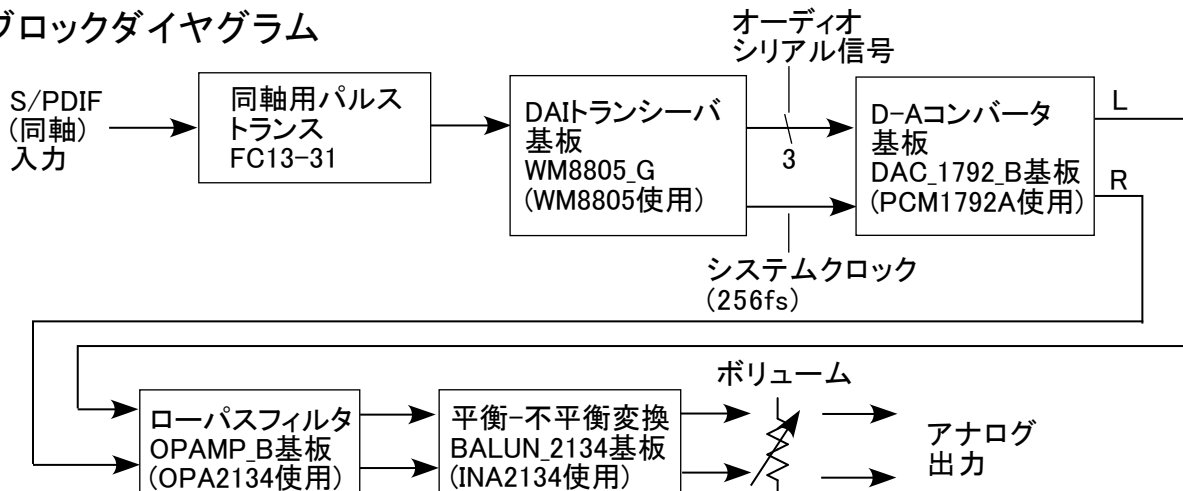 ブロックダイヤグラム
オーディオ
シリアル信号
S/PDIF
(同軸)
入力
同軸用パルス
トランス
FC13-31
DAIトランシーバ
基板
WM8805_G
(WM8805使用)
3
D-Aコンバータ
基板
DAC_1792_B基板
(PCM1792A使用)
L
R
システムクロック
(256fs)
ローパスフィルタ
OPAMP_B基板
(OPA2134使用)
平衡-不平衡変換
BALUN_2134基板
(INA2134使用)
ボリューム
アナログ
出力